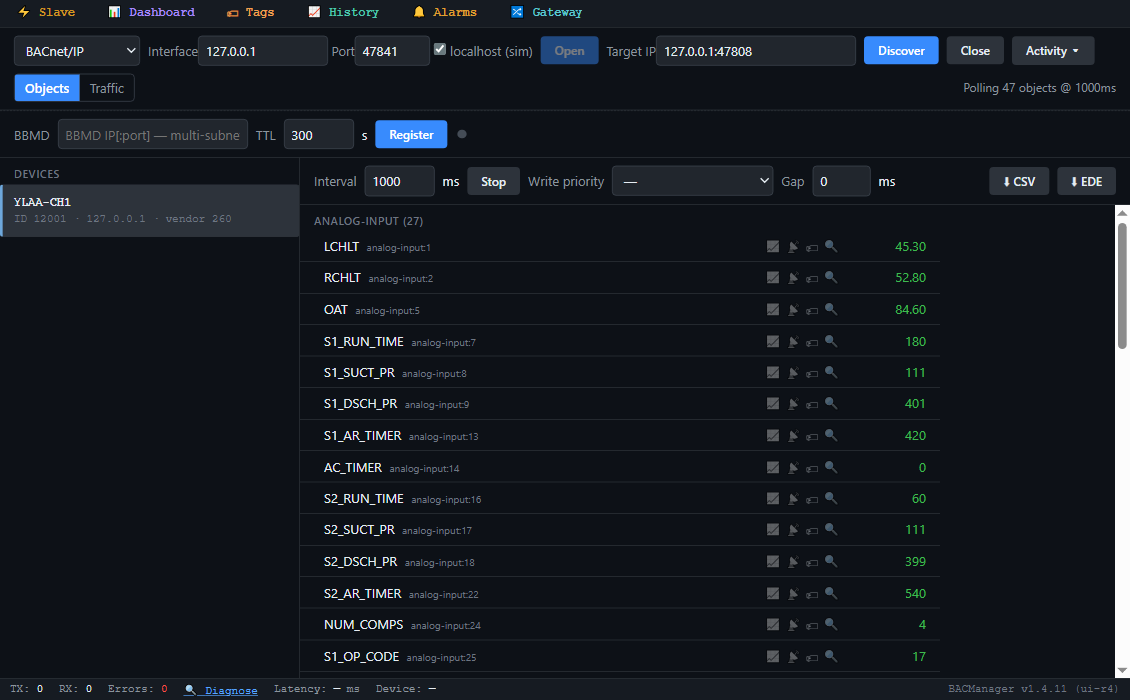 Slave Dashboard Tags History Alarms Gateway
BACnet/IP Interface 127.0.0.1 Port 47841 localhost (sim) Open Target IP 127.0.0.1:47808 Discover Close Activity
Objects Traffic Polling 47 objects @ 1000ms
BBMD BBMD IP[:port] — multi-subne TTL 300 s Register
DEVICES
YLAA-CH1
ID 12001 · 127.0.0.1 · vendor 260
Interval 1000 ms Stop Write priority — Gap 0 ms ⬇ CSV ⬇ EDE
ANALOG-INPUT (27)
LCHLT analog-input:1 45.30
RCHLT analog-input:2 52.80
OAT analog-input:5 84.60
S1_RUN_TIME analog-input:7 180
S1_SUCT_PR analog-input:8 111
S1_DSCH_PR analog-input:9 401
S1_AR_TIMER analog-input:13 420
AC_TIMER analog-input:14 0
S2_RUN_TIME analog-input:16 60
S2_SUCT_PR analog-input:17 111
S2_DSCH_PR analog-input:18 399
S2_AR_TIMER analog-input:22 540
NUM_COMPS analog-input:24 4
S1_OP_CODE analog-input:25 17
TX: 0 RX: 0 Errors: 0 Diagnose Latency: — ms Device: — BACManager v1.4.11 (ui-r4)